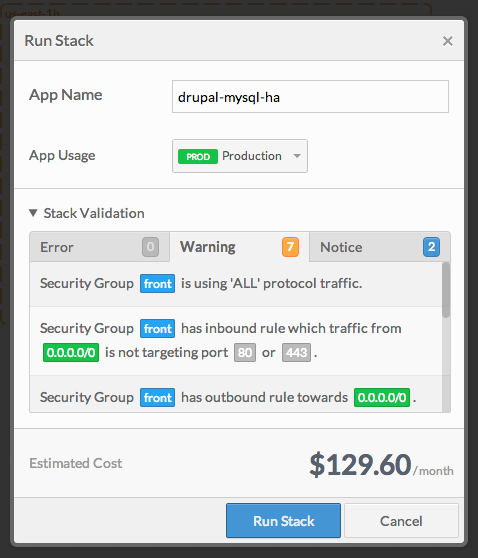 us-east-1b
Run Stack ×
App Name drupal-mysql-ha
App Usage PROD Production
▼ Stack Validation
Error 0 Warning 7 Notice 2
Security Group front is using 'ALL' protocol traffic.
Security Group front has inbound rule which traffic from
0.0.0.0/0 is not targeting port 80 or 443 .
Security Group front has outbound rule towards 0.0.0.0/0 .
Estimated Cost $129.60 / month
Run Stack Cancel